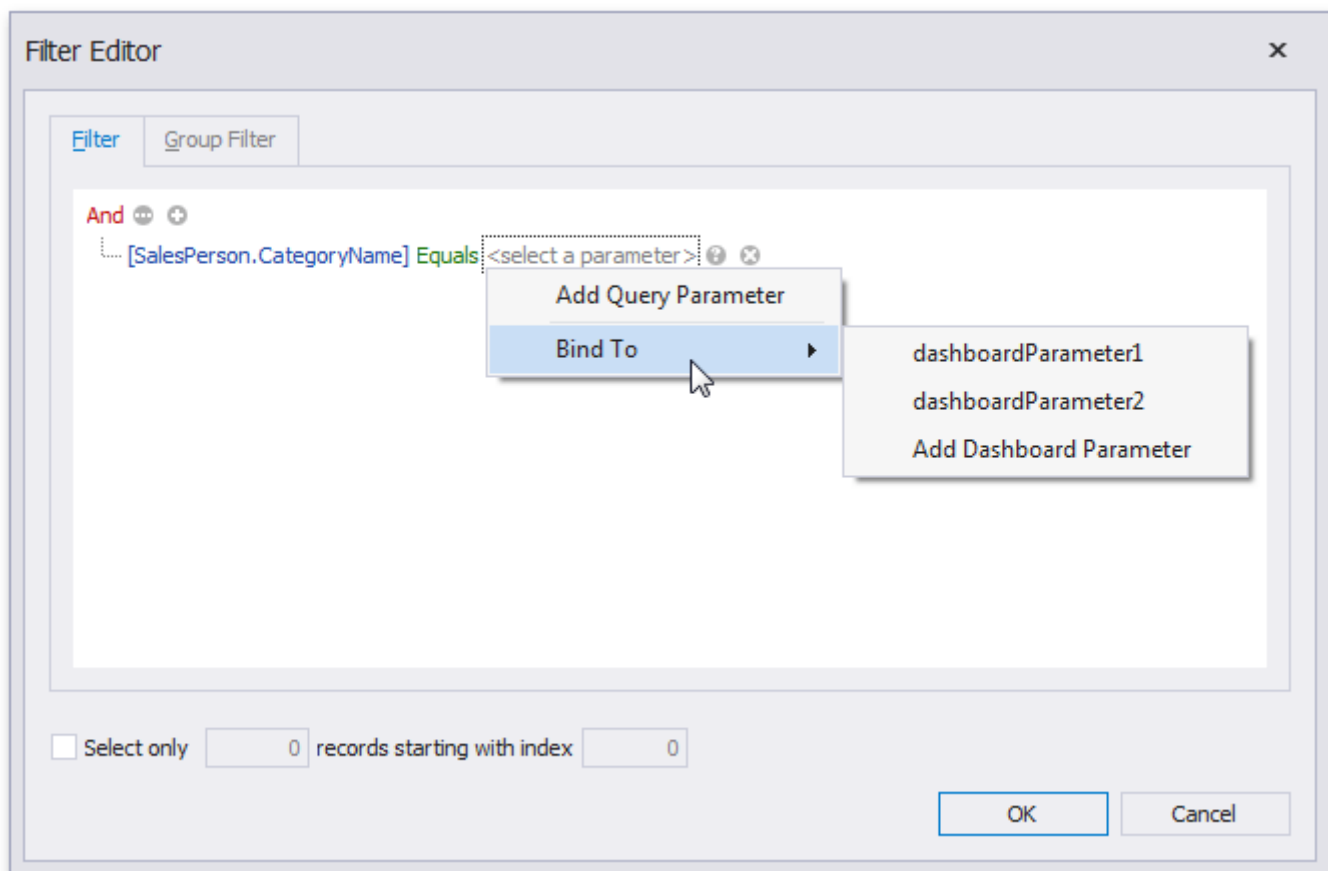 Filter Editor
Filter Group Filter
And
[SalesPerson.CategoryName] Equals <select a parameter>
Add Query Parameter
Bind To
dashboardParameter1
dashboardParameter2
Add Dashboard Parameter
Select only 0 records starting with index 0
OK Cancel